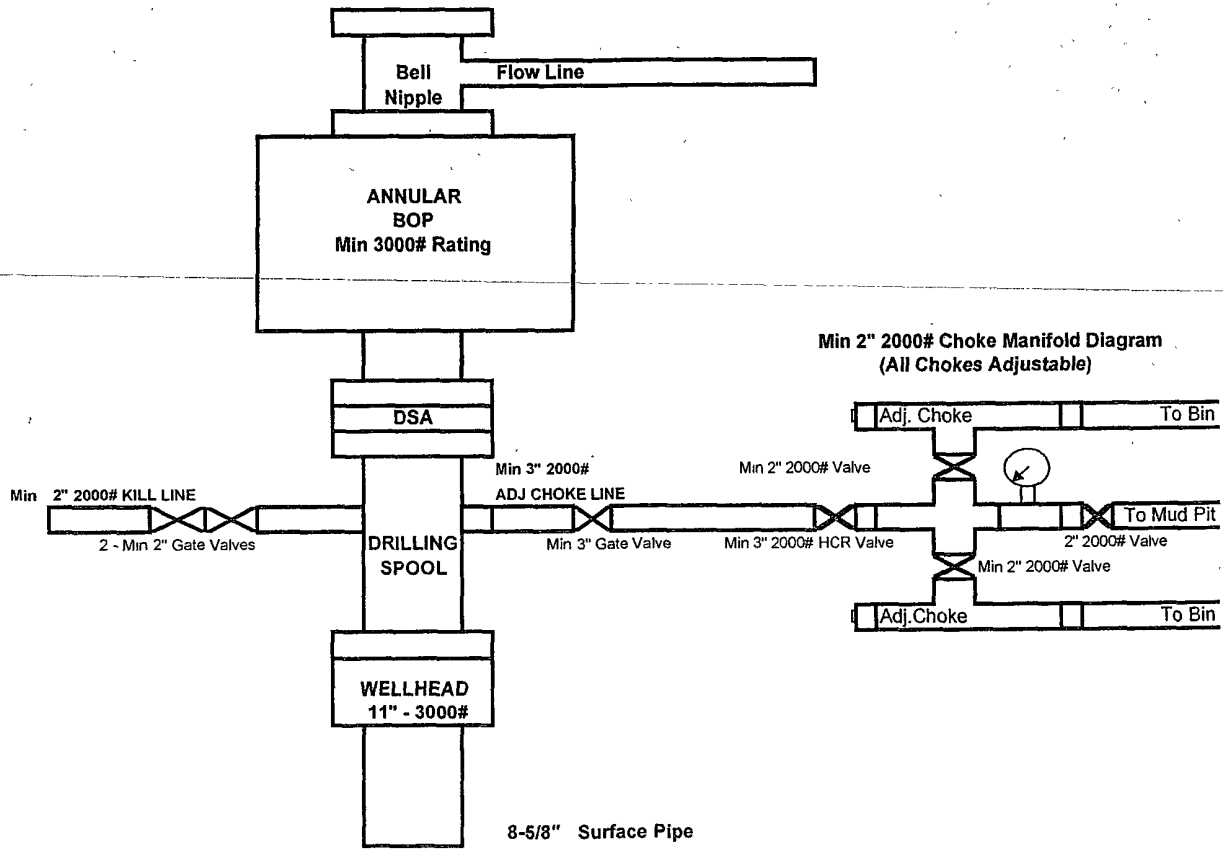 Bell
Nipple
Flow Line
ANNULAR
BOP
Min 3000# Rating
Min 2" 2000# Choke Manifold Diagram
(All Chokes Adjustable)
DSA
Adj. Choke
To Bin
Min 3" 2000#
ADJ CHOKE LINE
Min 2" 2000# Valve
Min 2" 2000# KILL LINE
To Mud Pit
2 - Min 2" Gate Valves
DRILLING
SPOOL
Min 3" Gate Valve
Min 3" 2000# HCR Valve
2" 2000# Valve
Min 2" 2000# Valve
Adj.Choke
To Bin
WELLHEAD
11" - 3000#
8-5/8" Surface Pipe